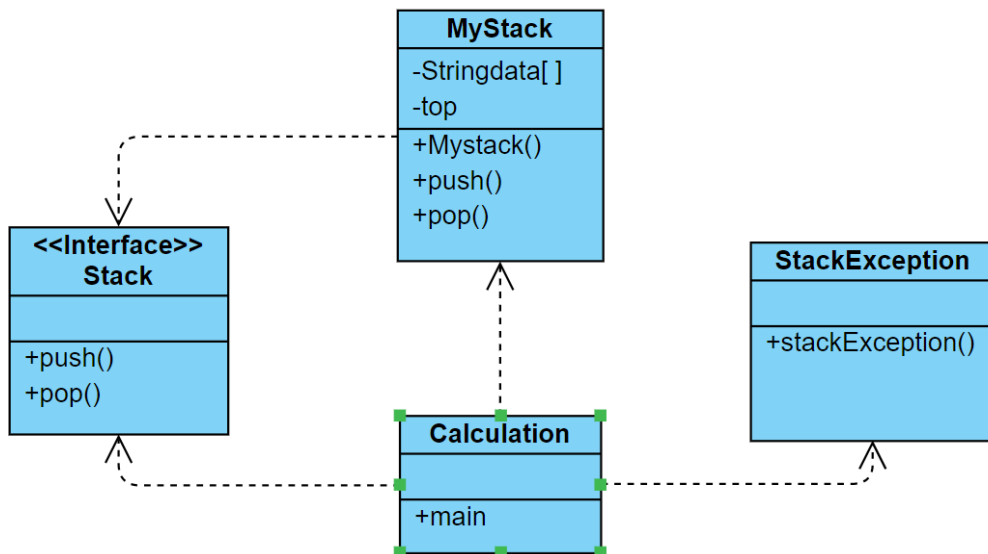 MyStack
-Stringdata[ ]
-top
+Mystack()
+push()
+pop()
<<Interface>>
Stack
+push()
+pop()
StackException
+stackException()
Calculation
+main